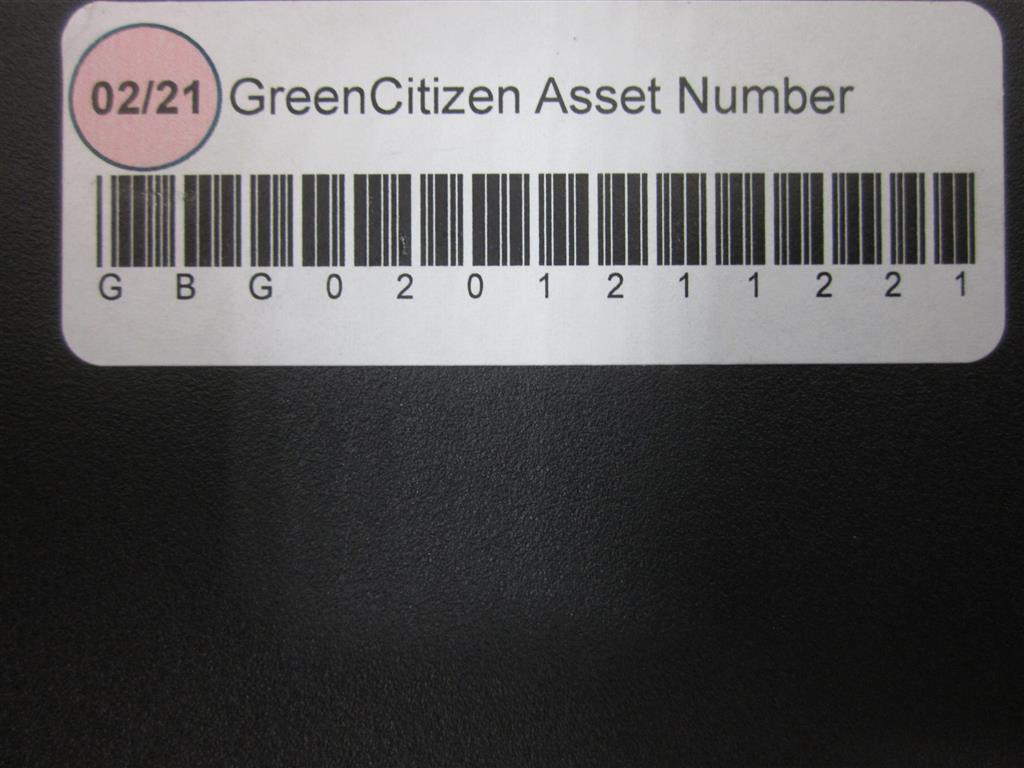 02/21 GreenCitizen Asset Number
G B G 0 2 0 1 2 1 1 2 2 1